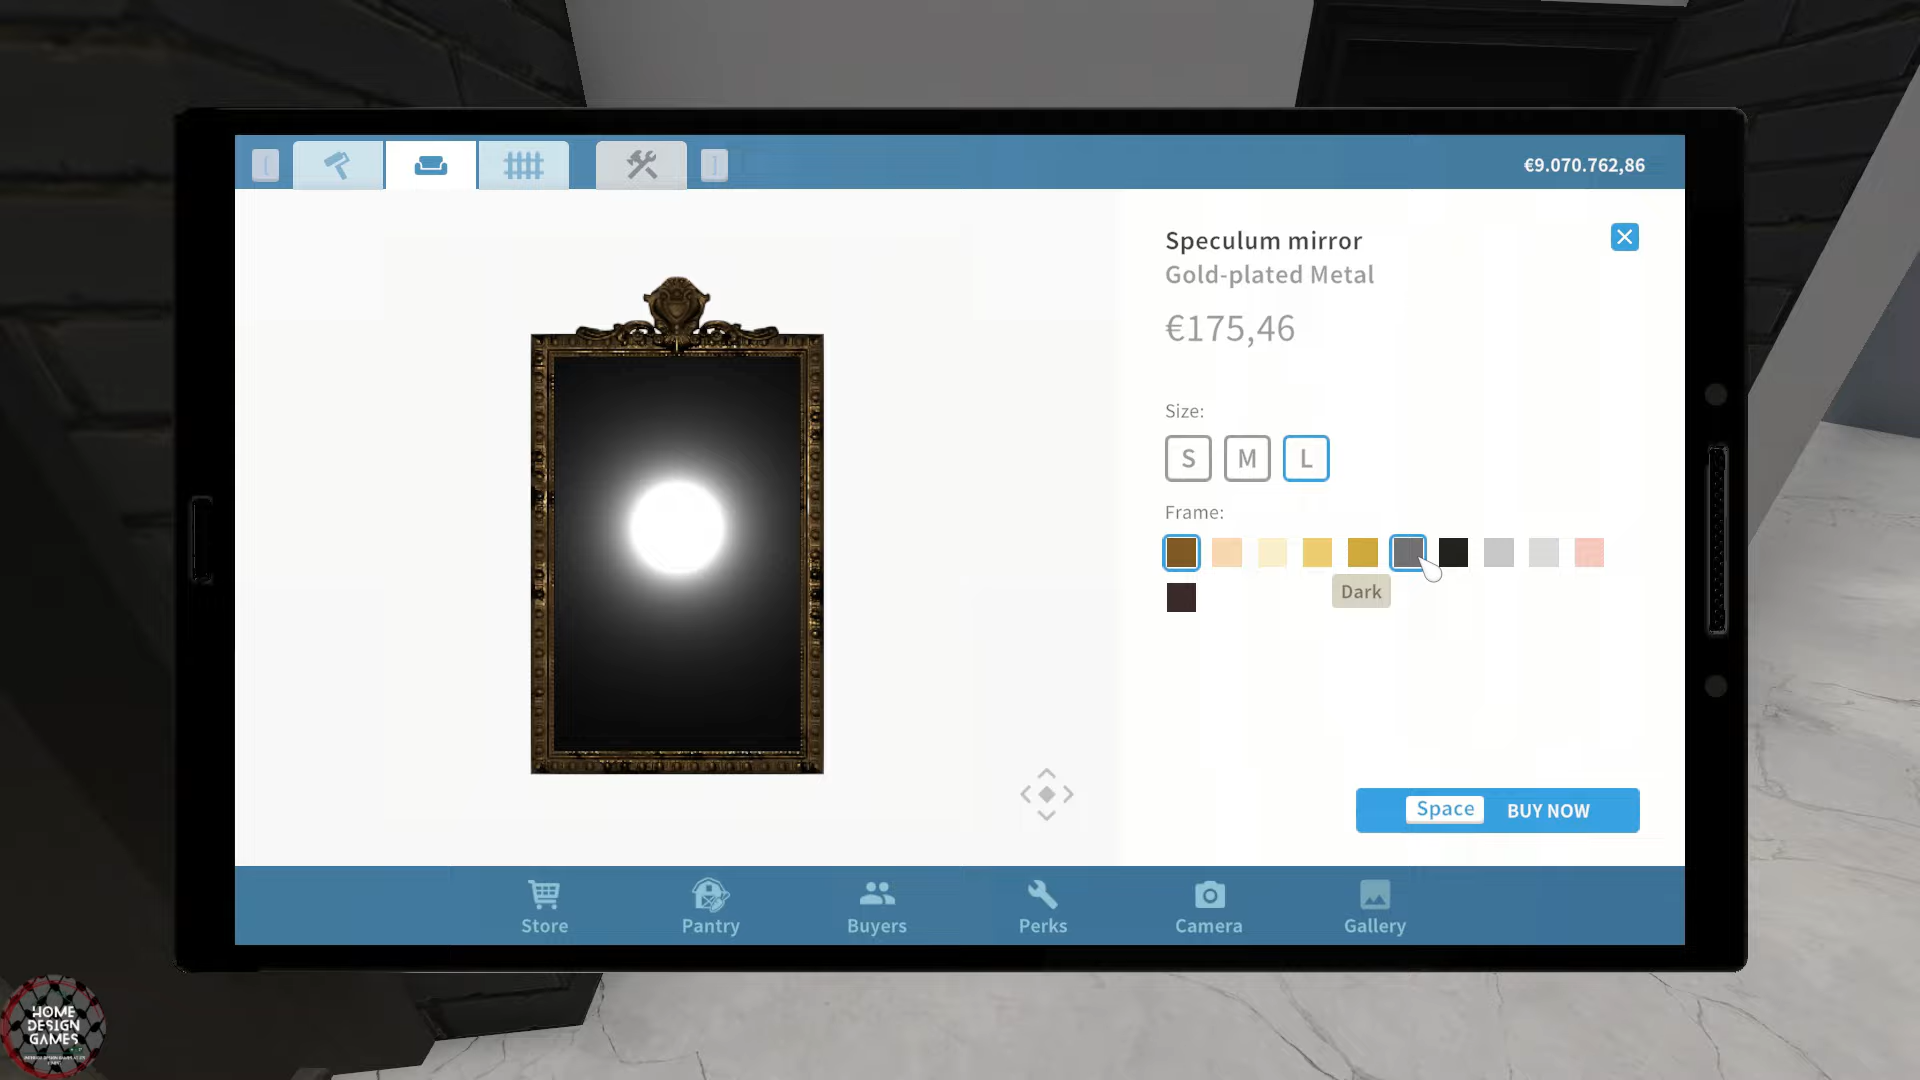 [
]
€9.070.762,86
Speculum mirror
Gold-plated Metal
€175,46
Size:
S M L
Frame:
Dark
Space BUY NOW
Store Pantry Buyers Perks Camera Gallery
HOME
DESIGN
GAMES